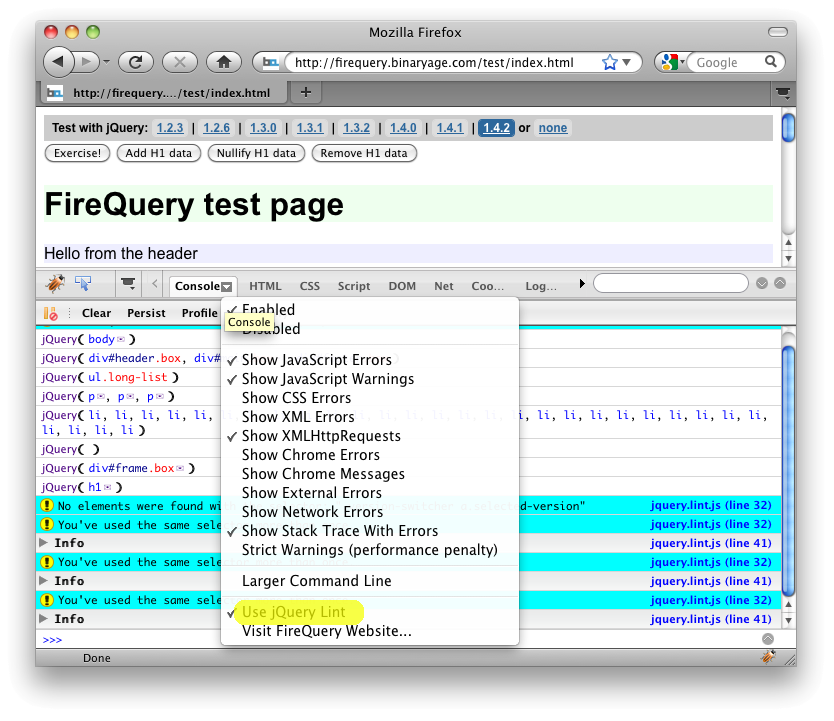 Mozilla Firefox
http://firequery.binaryage.com/test/index.html
Google
http://firequery..../test/index.html
Test with jQuery: 1.2.3 | 1.2.6 | 1.3.0 | 1.3.1 | 1.3.2 | 1.4.0 | 1.4.1 | 1.4.2 or none
Exercise! Add H1 data Nullify H1 data Remove H1 data
FireQuery test page
Hello from the header
Console HTML CSS Script DOM Net Coo... Log...
Clear Persist Profile
Enabled
Console
Disabled
Show JavaScript Errors
Show JavaScript Warnings
Show CSS Errors
Show XML Errors
Show XMLHttpRequests
Show Chrome Errors
Show Chrome Messages
Show External Errors
Show Network Errors
Show Stack Trace With Errors
Strict Warnings (performance penalty)
Larger Command Line
Use jQuery Lint
Visit FireQuery Website...
jQuery( body )
jQuery( div#header.box, div#
jQuery( ul.long-list )
jQuery( p , p , p )
jQuery( li, li, li, li, li, li, li, li, li, li, li, li, li, li, li, li, li, li, li,
li, li, li, li )
jQuery( )
jQuery( div#frame.box )
jQuery( h1 )
No elements were found with d-version" jquery.lint.js (line 32)
You've used the same sele jquery.lint.js (line 32)
Info jquery.lint.js (line 41)
You've used the same sele jquery.lint.js (line 32)
Info jquery.lint.js (line 41)
You've used the same sele jquery.lint.js (line 32)
Info jquery.lint.js (line 41)
>>>
Done